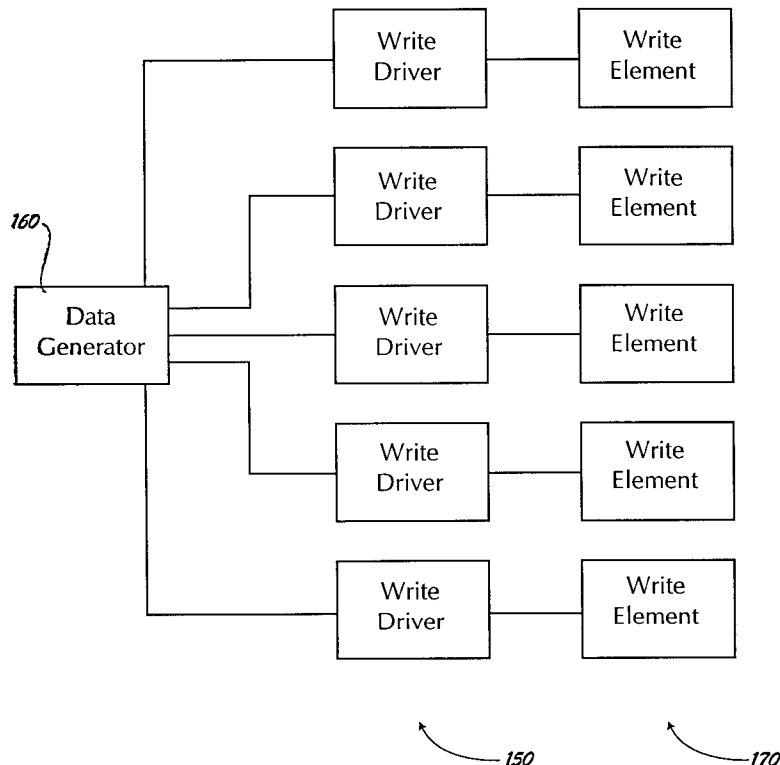 Write
Driver
Write
Element
Write
Driver
Write
Element
160
Data
Generator
Write
Driver
Write
Element
Write
Driver
Write
Element
Write
Driver
Write
Element
150
170